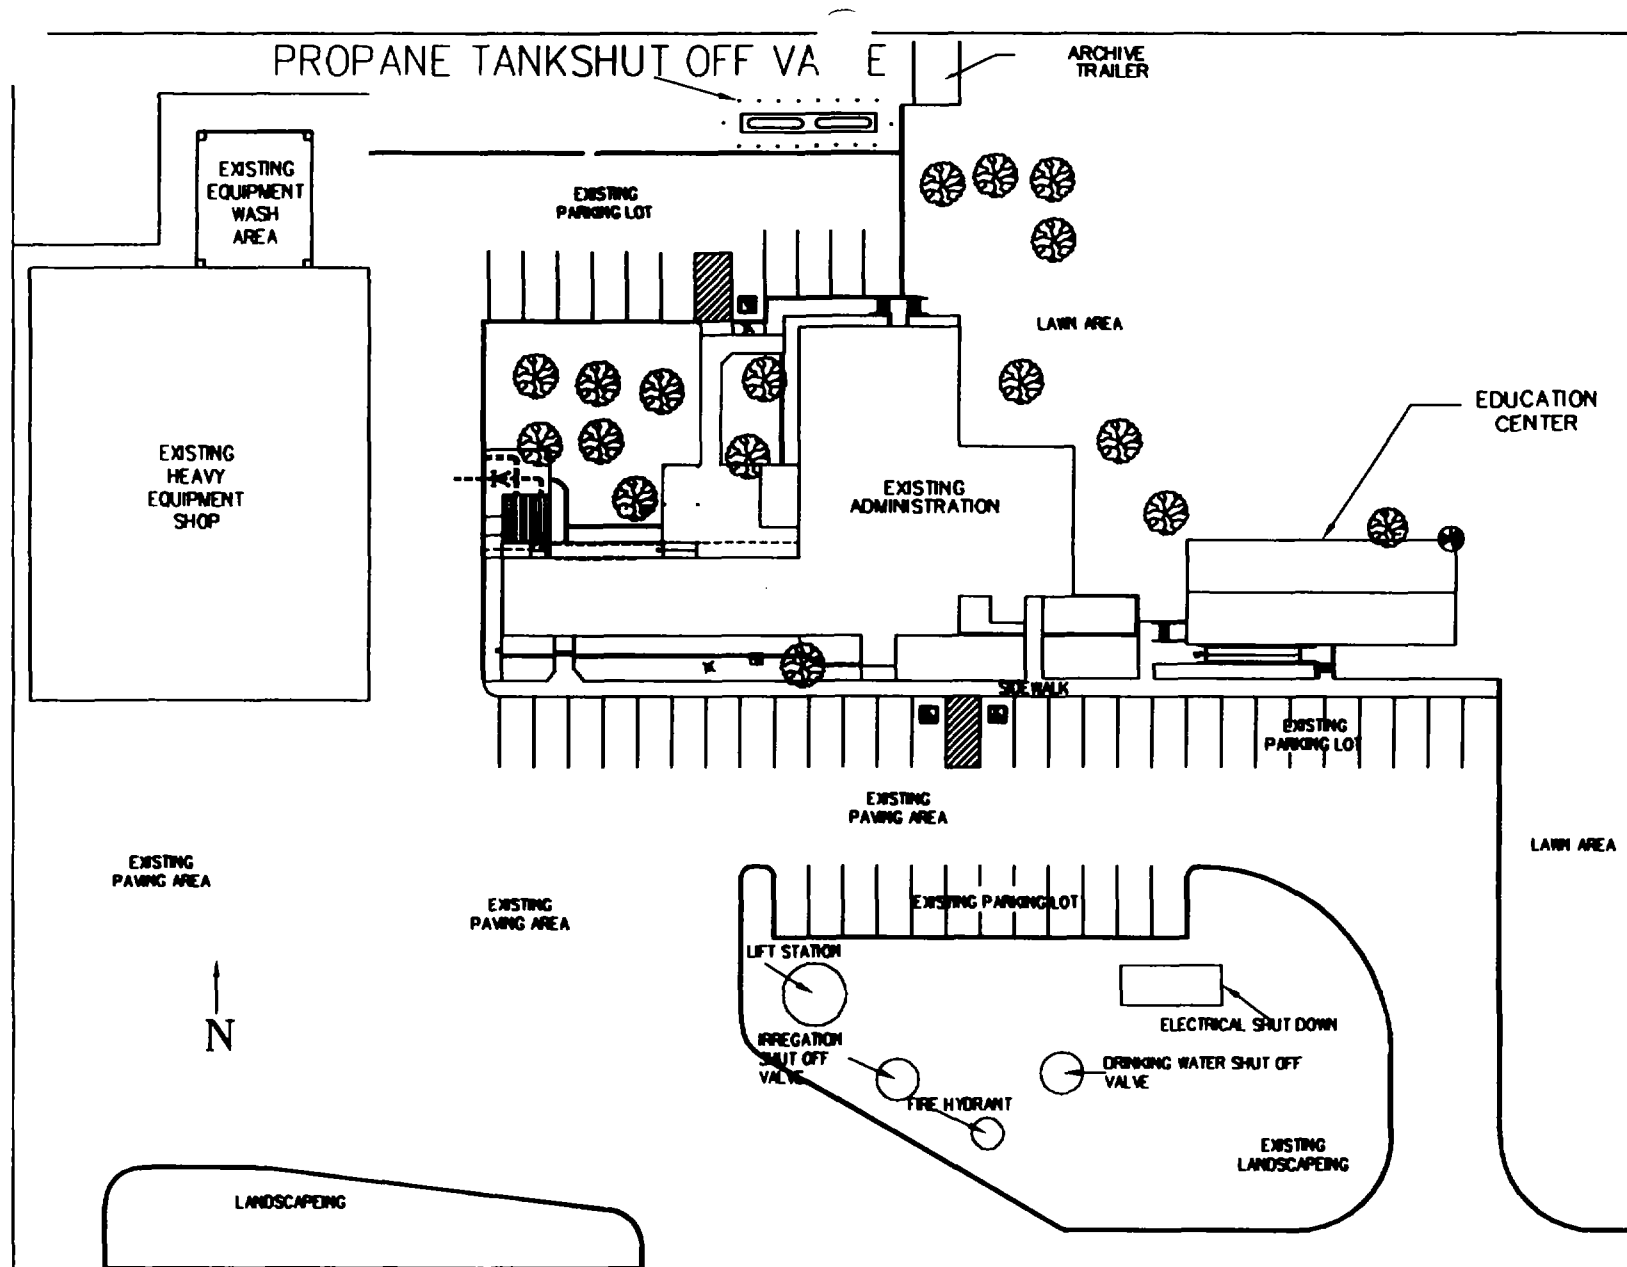 PROPANE TANKSHUT OFF VA E
ARCHIVE
TRAILER
EXISTING
EQUIPMENT
WASH
AREA
EXISTING
PARKING LOT
LAWN AREA
EDUCATION
CENTER
EXISTING
HEAVY
EQUIPMENT
SHOP
EXISTING
ADMINISTRATION
SIDEWALK
EXISTING
PARKING LOT
EXISTING
PAVING AREA
LAWN AREA
EXISTING
PAVING AREA
EXISTING
PAVING AREA
EXISTING PARKING LOT
LIFT STATION
ELECTRICAL SHUT DOWN
IRREGATION
SHUT OFF
VALVE
DRINKING WATER SHUT OFF
VALVE
FIRE HYDRANT
N
EXISTING
LANDSCAPEING
LANDSCAPEING